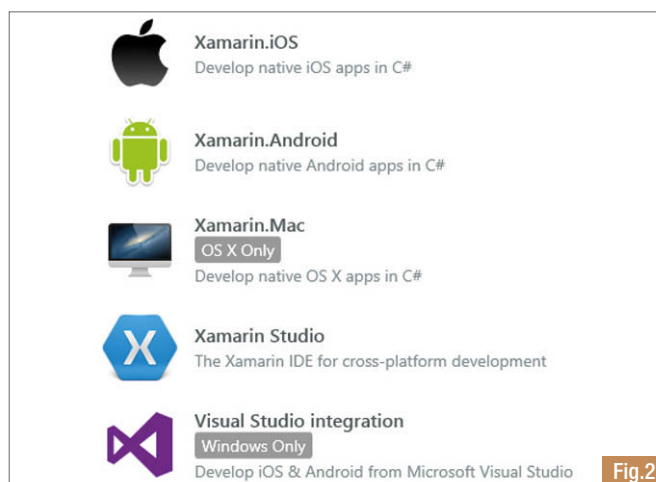 Xamarin.iOS
Develop native iOS apps in C#
Xamarin.Android
Develop native Android apps in C#
Xamarin.Mac
OS X Only
Develop native OS X apps in C#
Xamarin Studio
The Xamarin IDE for cross-platform development
Visual Studio integration
Windows Only
Develop iOS & Android from Microsoft Visual Studio
Fig.2